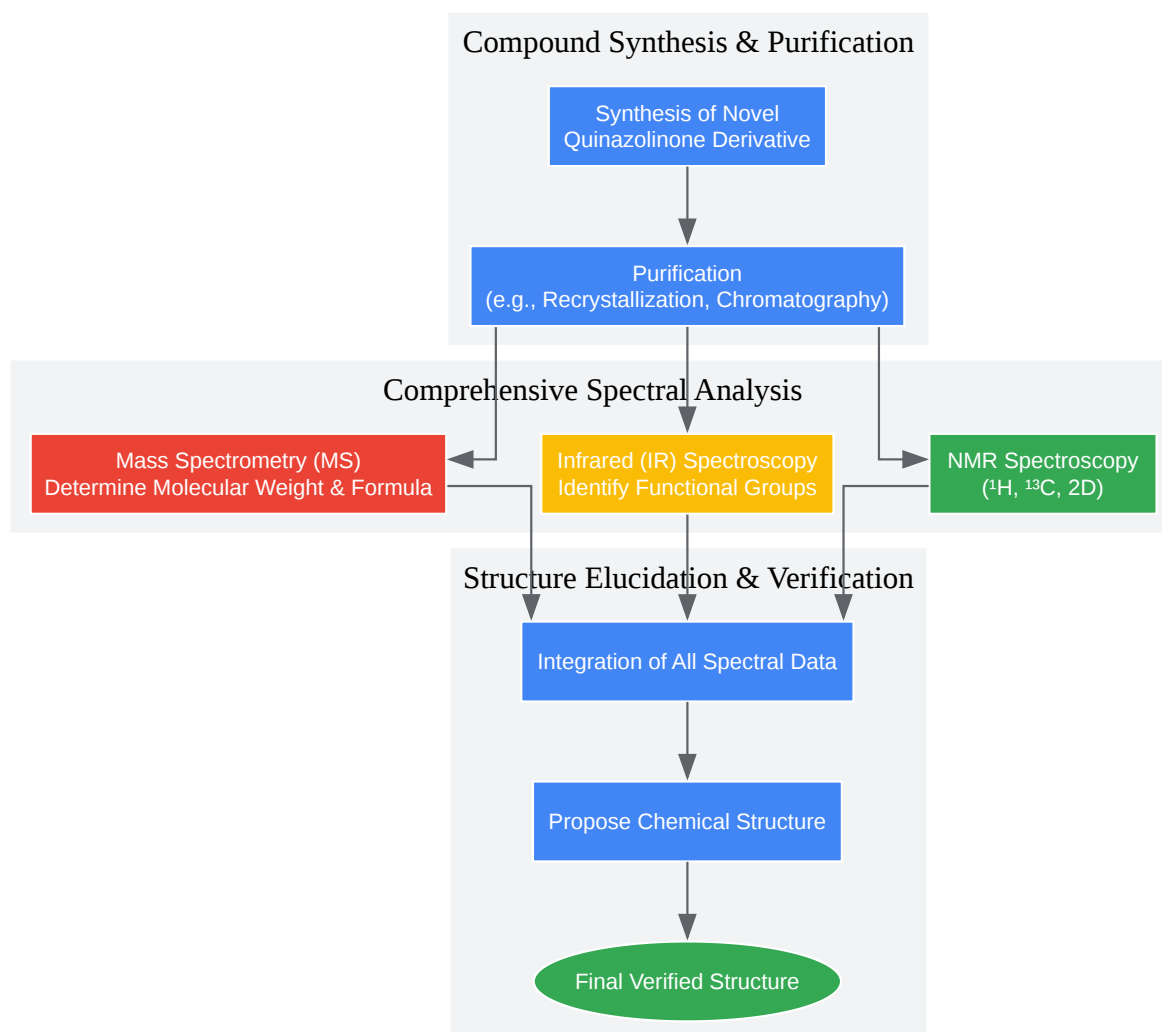 Compound Synthesis & Purification
Synthesis of Novel
Quinazolinone Derivative
Purification
(e.g., Recrystallization, Chromatography)
Comprehensive Spectral Analysis
Mass Spectrometry (MS)
Determine Molecular Weight & Formula
Infrared (IR) Spectroscopy
Identify Functional Groups
NMR Spectroscopy
(¹H, ¹³C, 2D)
Structure Elucidation & Verification
Integration of All Spectral Data
Propose Chemical Structure
Final Verified Structure